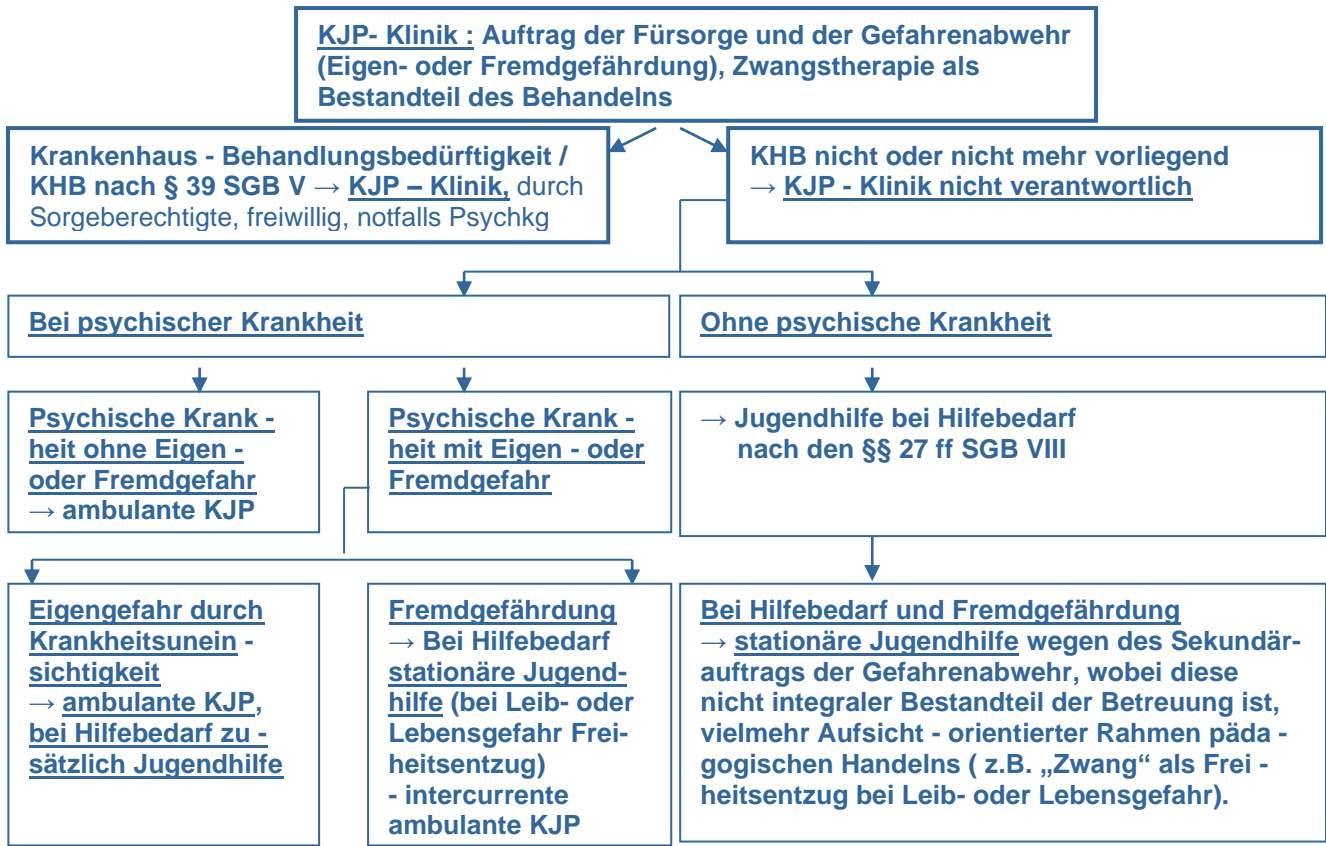 KJP- Klinik : Auftrag der Fürsorge und der Gefahrenabwehr
(Eigen- oder Fremdgefährdung), Zwangstherapie als
Bestandteil des Behandelns
Krankenhaus - Behandlungsbedürftigkeit /
KHB nach § 39 SGB V → KJP – Klinik, durch
Sorgeberechtigte, freiwillig, notfalls Psychkg
KHB nicht oder nicht mehr vorliegend
→ KJP - Klinik nicht verantwortlich
Bei psychischer Krankheit
Ohne psychische Krankheit
Psychische Krank -
heit ohne Eigen -
oder Fremdgefahr
→ ambulante KJP
Psychische Krank -
heit mit Eigen - oder
Fremdgefahr
→ Jugendhilfe bei Hilfebedarf
nach den §§ 27 ff SGB VIII
Eigengefahr durch
Krankheitsunein -
sichtigkeit
→ ambulante KJP,
bei Hilfebedarf zu -
sätzlich Jugendhilfe
Fremdgefährdung
→ Bei Hilfebedarf
stationäre Jugend-
hilfe (bei Leib- oder
Lebensgefahr Frei-
heitsentzug)
- intercurrente
ambulante KJP
Bei Hilfebedarf und Fremdgefährdung
→ stationäre Jugendhilfe wegen des Sekundär-
auftrags der Gefahrenabwehr, wobei diese
nicht integraler Bestandteil der Betreuung ist,
vielmehr Aufsicht - orientierter Rahmen päda -
gogischen Handelns ( z.B. „Zwang“ als Frei -
heitsentzug bei Leib- oder Lebensgefahr).